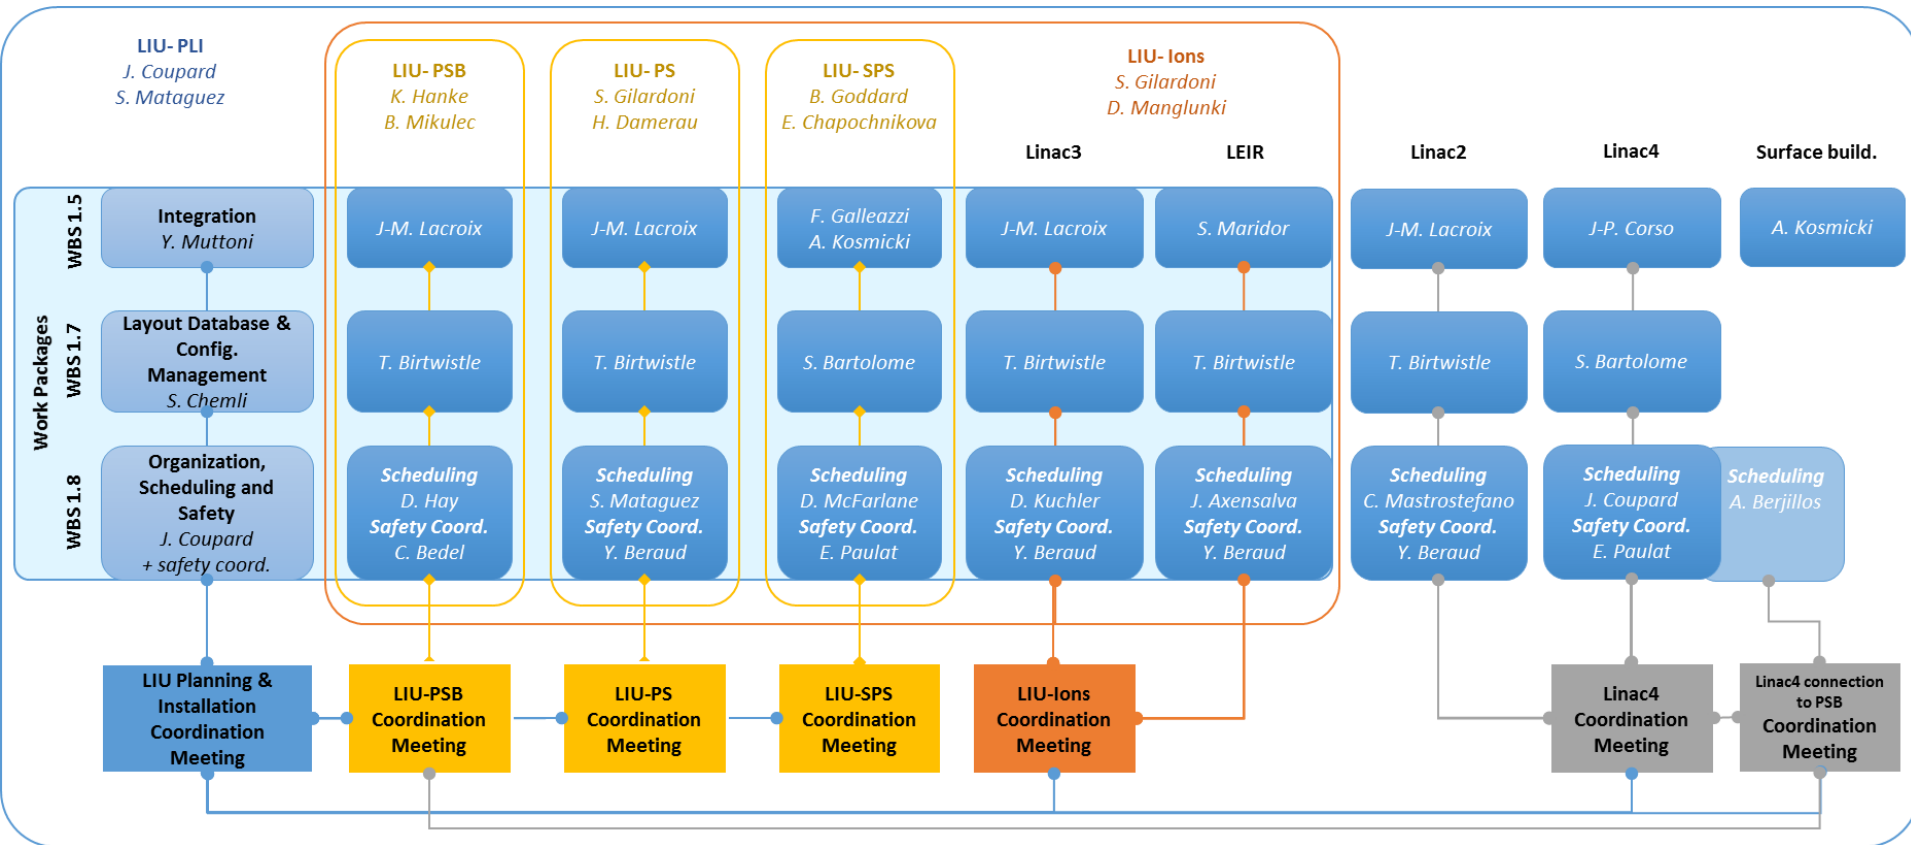 LIU- PLI
J. Coupard
S. Mataguez
LIU- PSB
K. Hanke
B. Mikulec
LIU- PS
S. Gilardoni
H. Damerau
LIU- SPS
B. Goddard
E. Chapochnikova
LIU- Ions
S. Gilardoni
D. Manglunki
Linac3
LEIR
Linac2
Linac4
Surface build.
Work Packages
WBS 1.5
Integration
Y. Muttoni
J-M. Lacroix
J-M. Lacroix
F. Galleazzi
A. Kosmicki
J-M. Lacroix
S. Maridor
J-M. Lacroix
J-P. Corso
A. Kosmicki
WBS 1.7
Layout Database &
Config.
Management
S. Chemli
T. Birtwistle
T. Birtwistle
S. Bartolome
T. Birtwistle
T. Birtwistle
T. Birtwistle
S. Bartolome
WBS 1.8
Organization,
Scheduling and
Safety
J. Coupard
+ safety coord.
Scheduling
D. Hay
Safety Coord.
C. Bedel
Scheduling
S. Mataguez
Safety Coord.
Y. Beraud
Scheduling
D. McFarlane
Safety Coord.
E. Paulat
Scheduling
D. Kuchler
Safety Coord.
Y. Beraud
Scheduling
J. Axensalva
Safety Coord.
Y. Beraud
Scheduling
C. Mastrostefano
Safety Coord.
Y. Beraud
Scheduling
J. Coupard
Safety Coord.
E. Paulat
Scheduling
A. Berjillos
LIU Planning &
Installation
Coordination
Meeting
LIU-PSB
Coordination
Meeting
LIU-PS
Coordination
Meeting
LIU-SPS
Coordination
Meeting
LIU-Ions
Coordination
Meeting
Linac4
Coordination
Meeting
Linac4 connection
to PSB
Coordination
Meeting